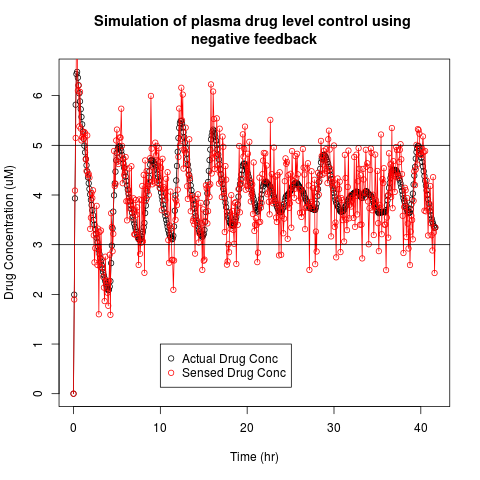 Simulation of plasma drug level control using
negative feedback
Drug Concentration (uM)
6
5
4
3
2
1
0
Actual Drug Conc
Sensed Drug Conc
0 10 20 30 40
Time (hr)